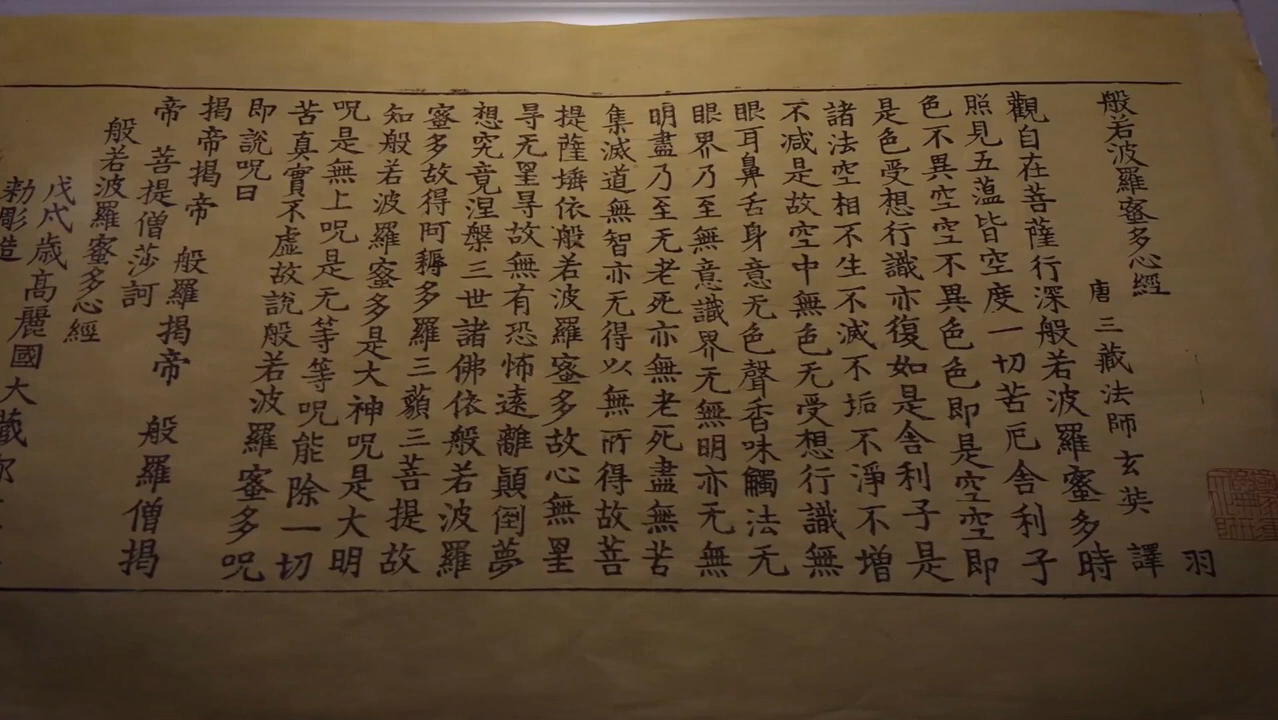 般若波羅蜜多心經 羽
唐三藏法師玄奘 譯
觀自在菩薩行深般若波羅蜜多時
照見五薀皆空度一切苦厄舍利子
色不異空空不異色色即是空空即
是色受想行識亦復如是舍利子是
諸法空相不生不滅不垢不淨不增
不減是故空中無色无受想行識無
眼耳鼻舌身意无色聲香味觸法无
眼界乃至無意識界无無明亦无無
明盡乃至无老死亦無老死盡無苦
集滅道無智亦无得以無所得故菩
提薩埵依般若波羅蜜多故心無罣
㝵无罣㝵故無有恐怖遠離顛倒夢
想究竟涅槃三世諸佛依般若波羅
蜜多故得阿耨多羅三藐三菩提故
知般若波羅蜜多是大神呪是大明
呪是無上呪是无等等呪能除一切
苦真實不虛故說般若波羅蜜多呪
即說呪曰
揭帝揭帝 般羅揭帝 般羅僧揭
帝 菩提僧莎訶
般若波羅蜜多心經
戊戌歲高麗國大藏
勑彫造